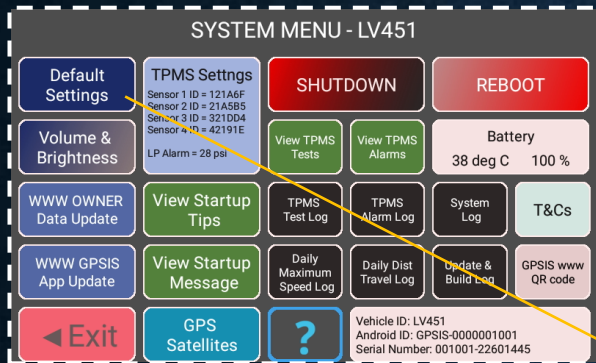 SYSTEM MENU - LV451
Default
Settings
TPMS Settngs
Sensor 1 ID = 121A6F
Sensor 2 ID = 21A5B5
Sensor 3 ID = 321DD4
Sensor 4 ID = 42191E
LP Alarm = 28 psi
SHUTDOWN
REBOOT
Volume &
Brightness
View TPMS
Tests
View TPMS
Alarms
Battery
38 deg C 100 %
WWW OWNER
Data Update
View Startup
Tips
TPMS
Test Log
TPMS
Alarm Log
System
Log
T&Cs
WWW GPSIS
App Update
View Startup
Message
Daily
Maximum
Speed Log
Daily Dist
Travel Log
Update &
Build Log
GPSIS www
QR code
◄Exit
GPS
Satellites
?
Vehicle ID: LV451
Android ID: GPSIS-0000001001
Serial Number: 001001-22601445